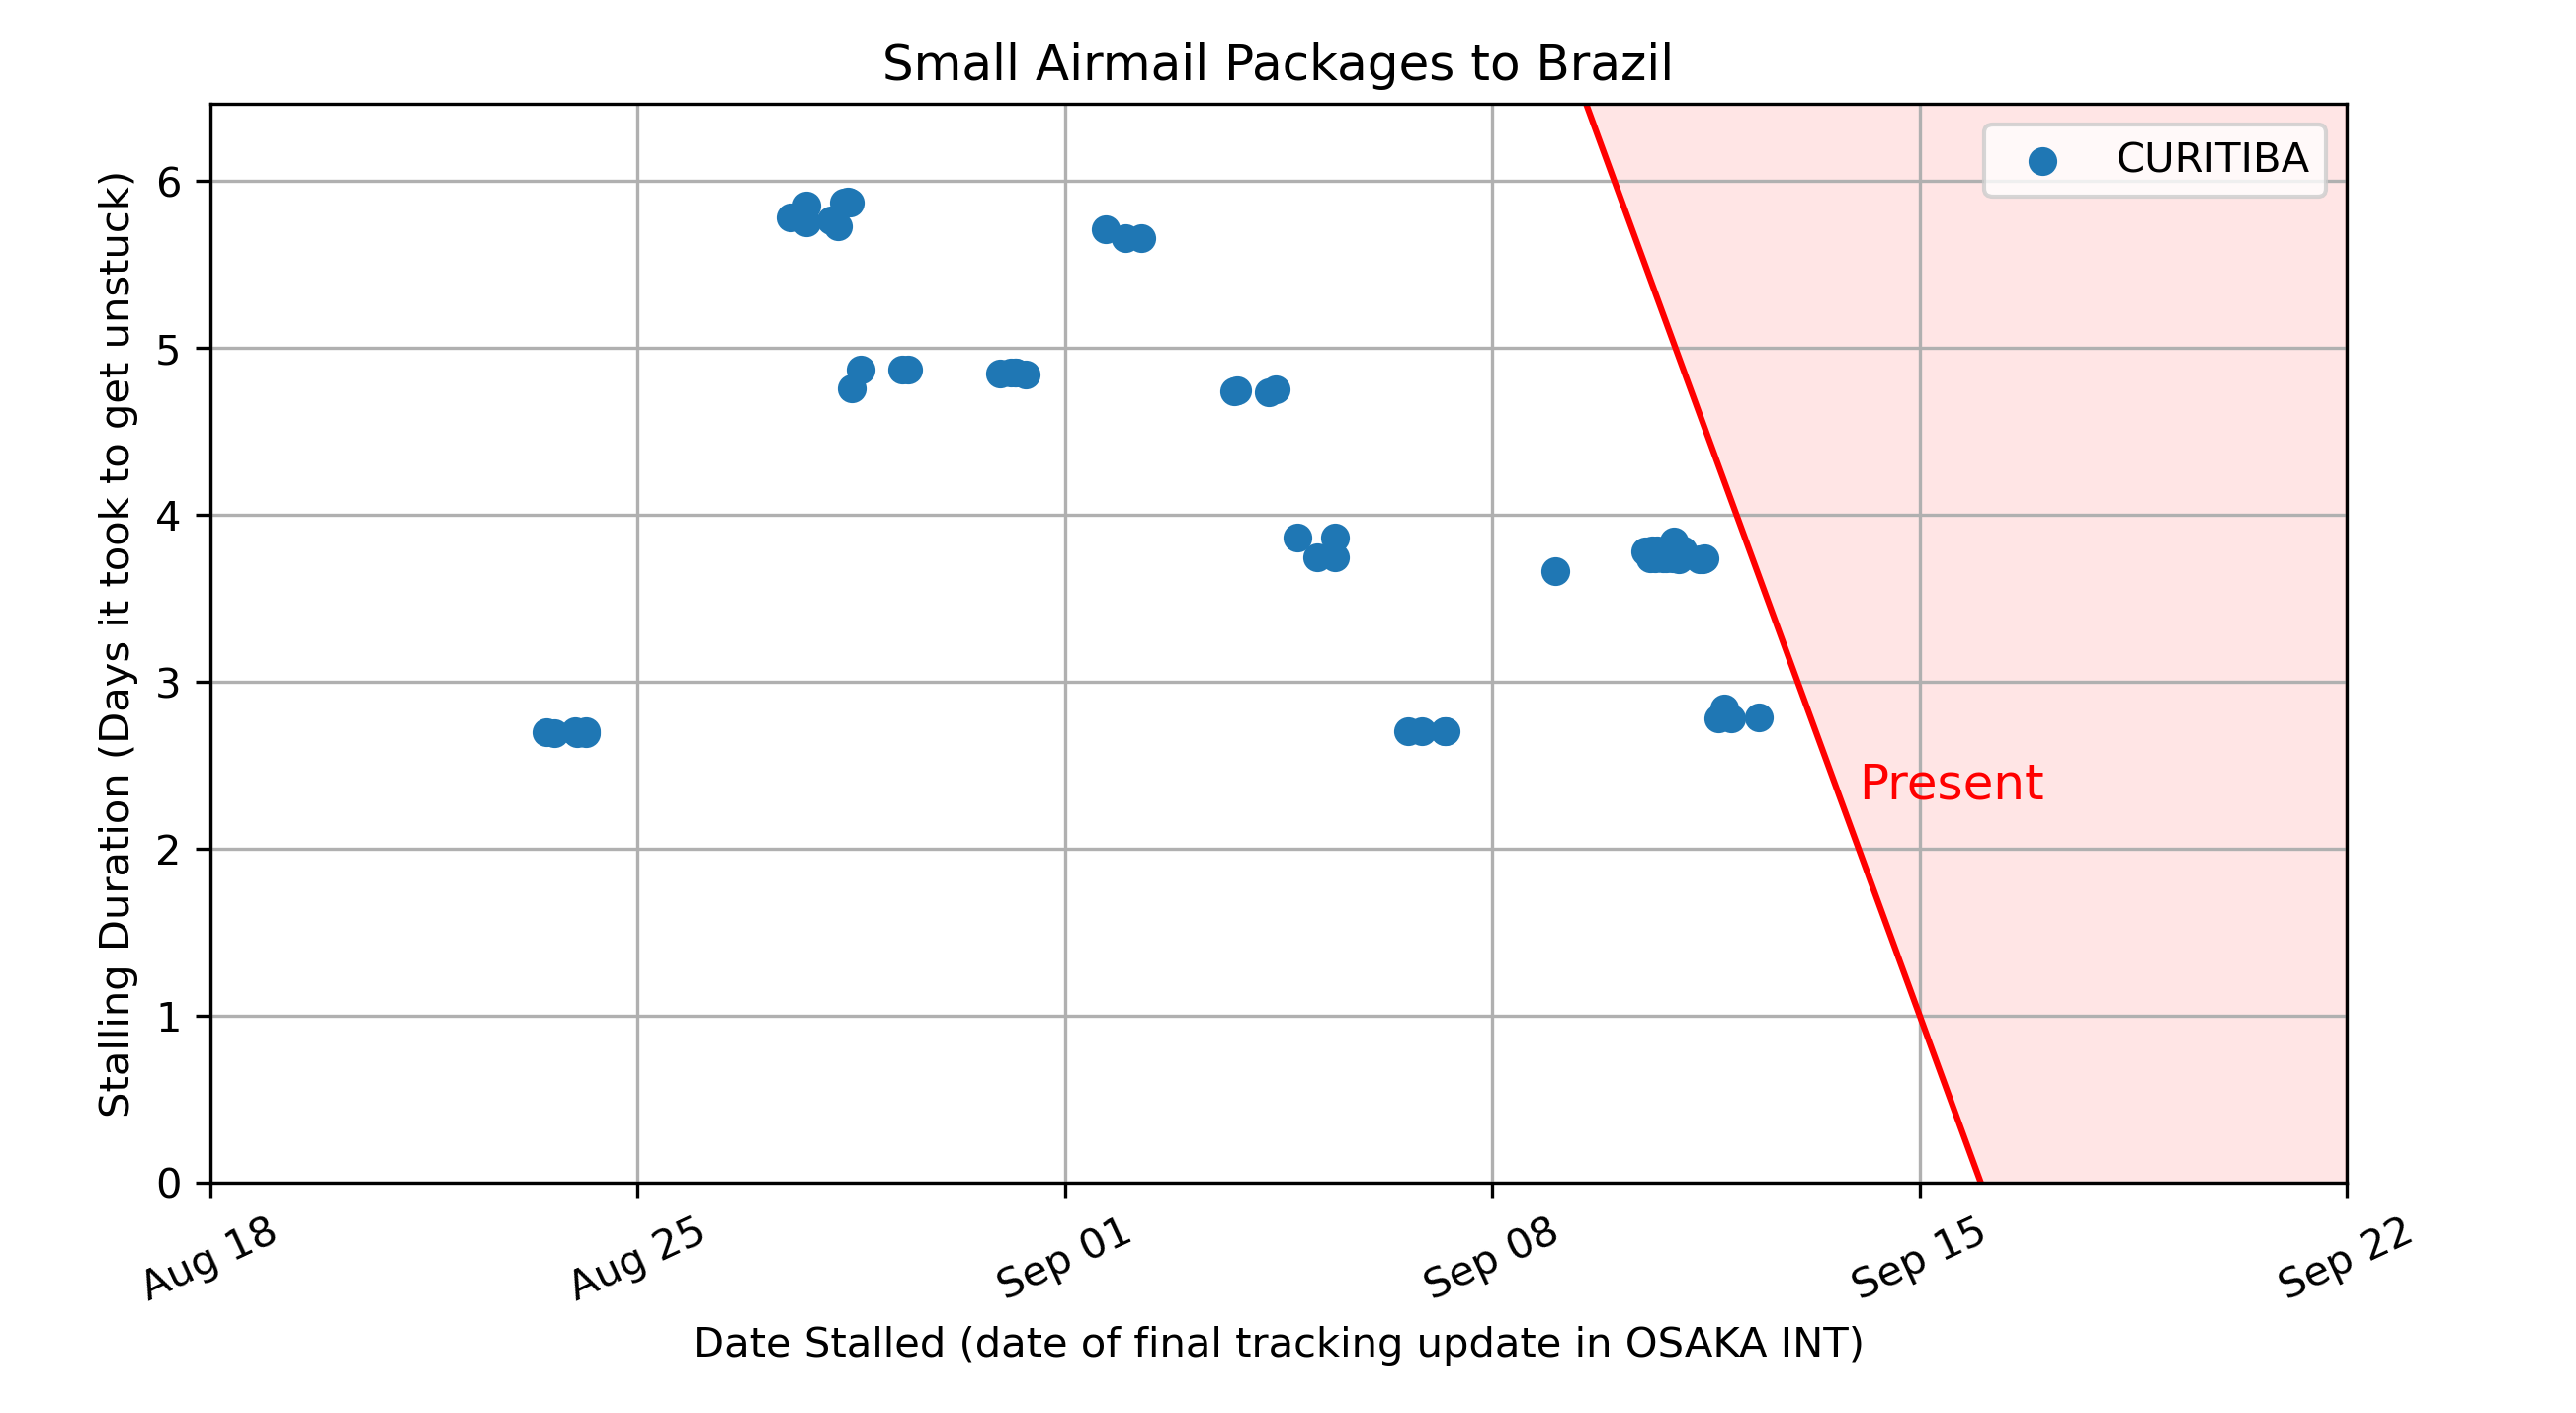 Small Airmail Packages to Brazil
CURITIBA
Stalling Duration (Days it took to get unstuck)
6
5
4
3
2
1
0
Present
Aug 18
Aug 25
Sep 01
Sep 08
Sep 15
Sep 22
Date Stalled (date of final tracking update in OSAKA INT)